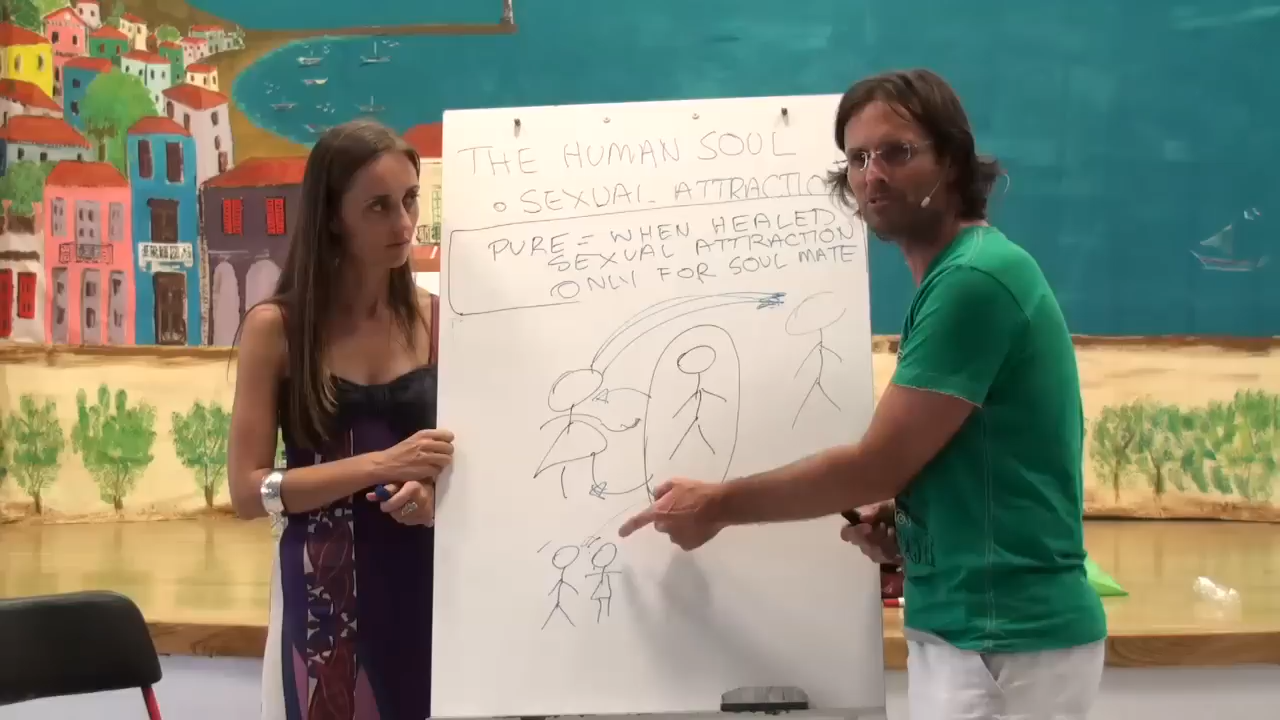 THE HUMAN SOUL
• SEXUAL ATTRACTIO
PURE = WHEN HEALED
SEXUAL ATTRACTION
ONLY FOR SOUL MATE